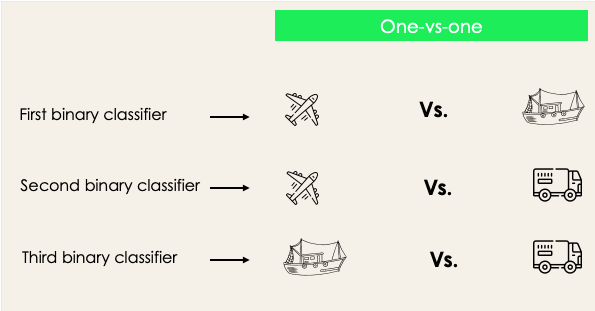 One-vs-one
First binary classifier
Vs.
Second binary classifier
Vs.
Third binary classifier
Vs.